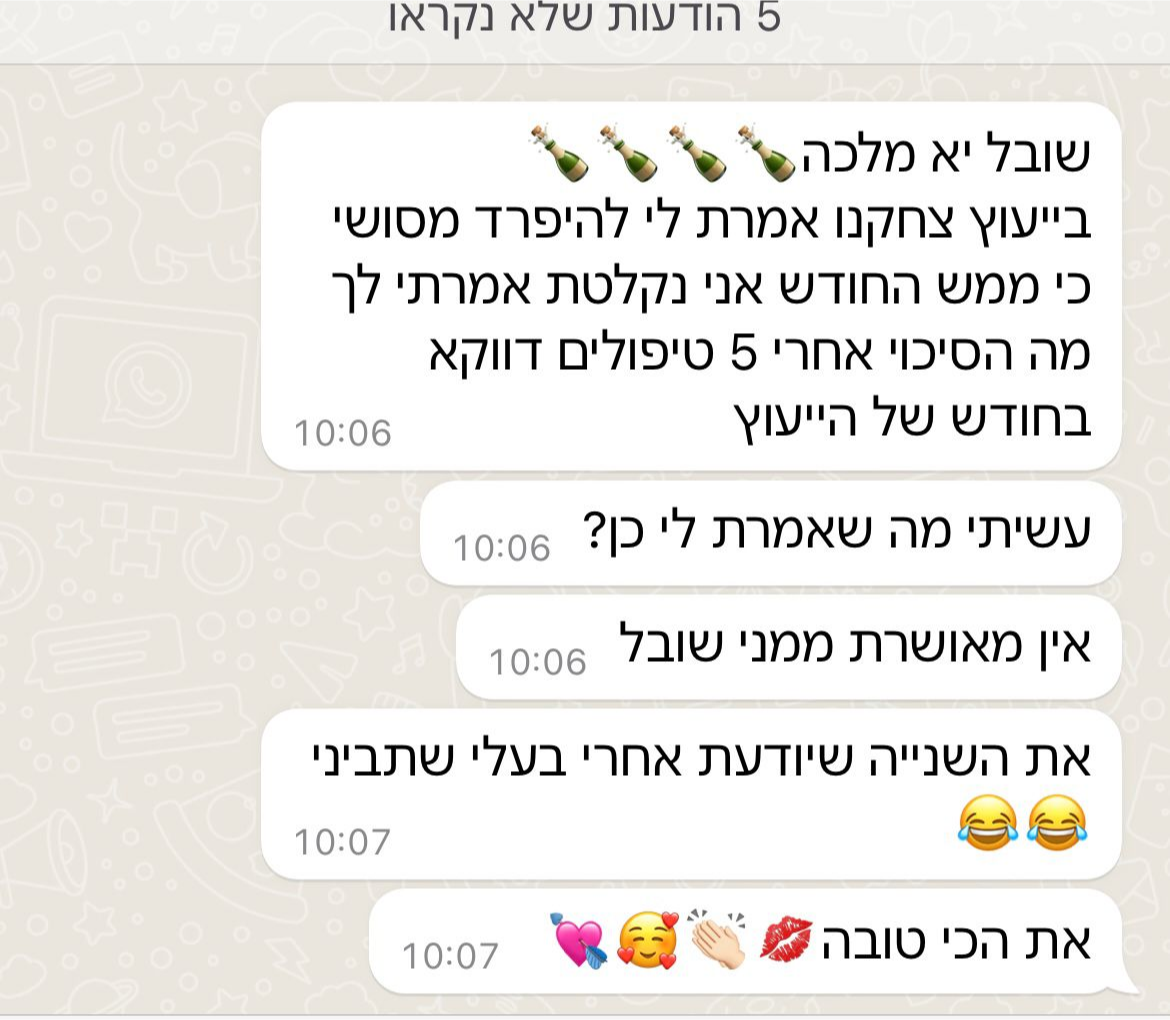 5 הודעות שלא נקראו
שובל יא מלכה🍾🍾🍾🍾
בייעוץ צחקנו אמרת לי להיפרד מסושי
כי ממש החודש אני נקלטת אמרתי לך
מה הסיכוי אחרי 5 טיפולים דווקא
בחודש של הייעוץ
10:06
עשיתי מה שאמרת לי כן?
10:06
אין מאושרת ממני שובל
10:06
את השנייה שיודעת אחרי בעלי שתביני
😂😂
10:07
את הכי טובה💋👏🏻🥰💘
10:07